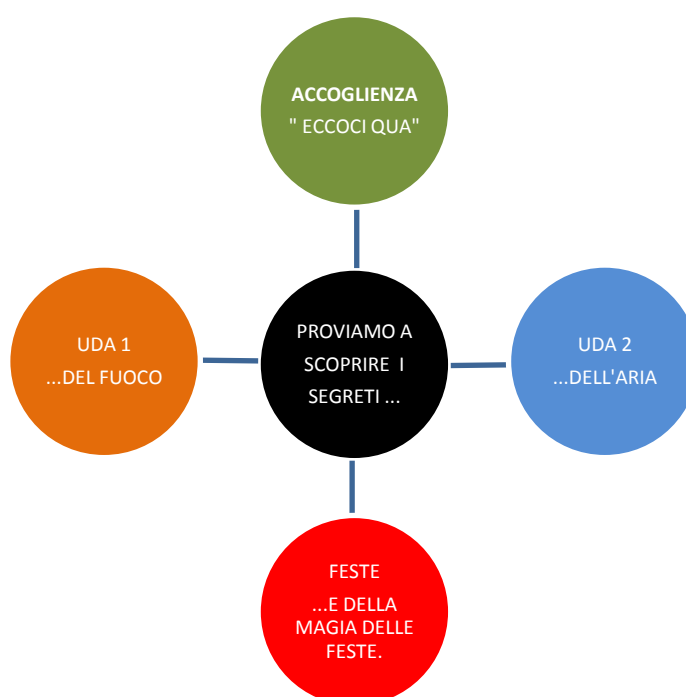 ACCOGLIENZA
" ECCOCI QUA"
UDA 1
...DEL FUOCO
PROVIAMO A
SCOPRIRE I
SEGRETI ...
UDA 2
...DELL'ARIA
FESTE
...E DELLA
MAGIA DELLE
FESTE.